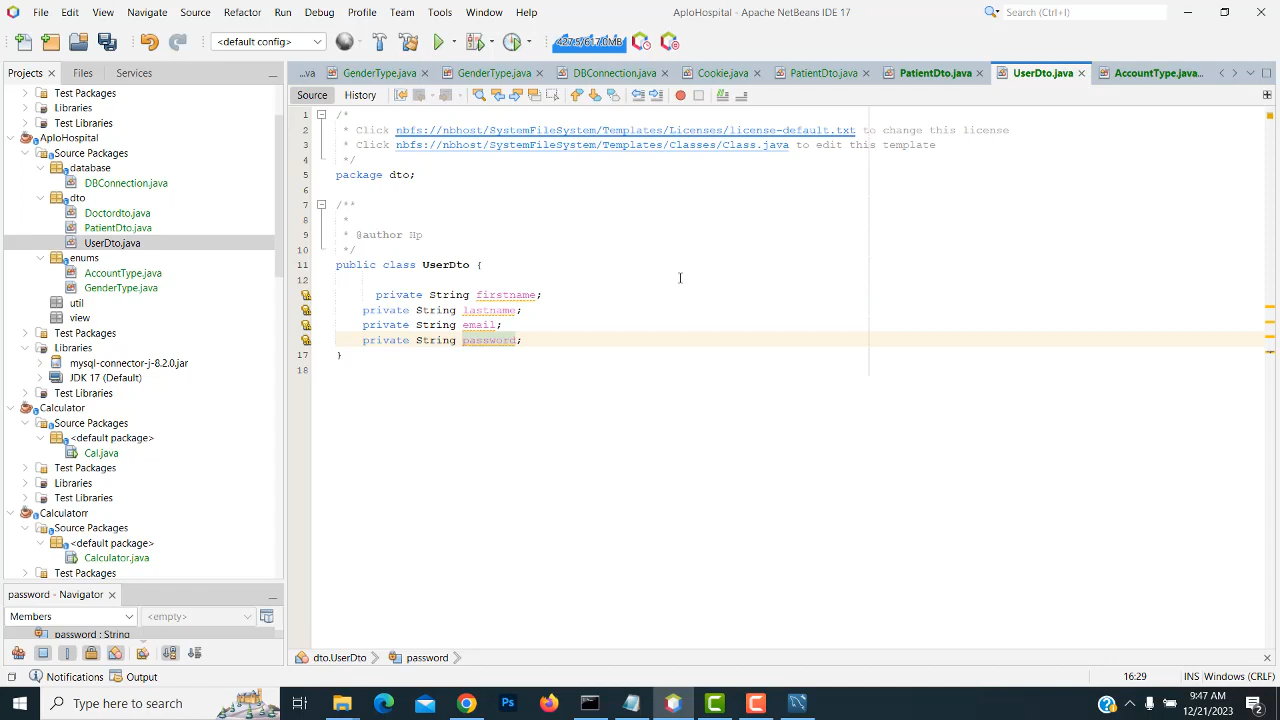 File Edit View Navigate Source Refactor Run Debug Profile Team Tools Window Help
AploHospital - Apache NetBeans IDE 17
Search (Ctrl+I)
<default config>
427.5/617.0MB
Projects Files Services
...va GenderType.java GenderType.java DBConnection.java Cookie.java PatientDto.java PatientDto.java UserDto.java AccountType.java...
Source History
Test Packages
Libraries
Test Libraries
AploHospital
Source Packages
database
DBConnection.java
dto
Doctordto.java
PatientDto.java
UserDto.java
enums
AccountType.java
GenderType.java
util
view
Test Packages
Libraries
mysql-connector-j-8.2.0.jar
JDK 17 (Default)
Test Libraries
Calculator
Source Packages
<default package>
Cal.java
Test Packages
Libraries
Test Libraries
Calculatorr
Source Packages
<default package>
Calculator.java
Test Packages
1 /*
2 * Click nbfs://nbhost/SystemFileSystem/Templates/Licenses/license-default.txt to change this license
3 * Click nbfs://nbhost/SystemFileSystem/Templates/Classes/Class.java to edit this template
4 */
5 package dto;
6
7 /**
8 *
9 * @author Hp
10 */
11 public class UserDto {
12
private String firstname;
private String lastname;
private String email;
private String password;
17 }
18
password - Navigator
Members <empty>
password : String
dto.UserDto password
Notifications Output
16:29 INS Windows (CRLF)
Type here to search
9:47 AM
12/21/2023
2